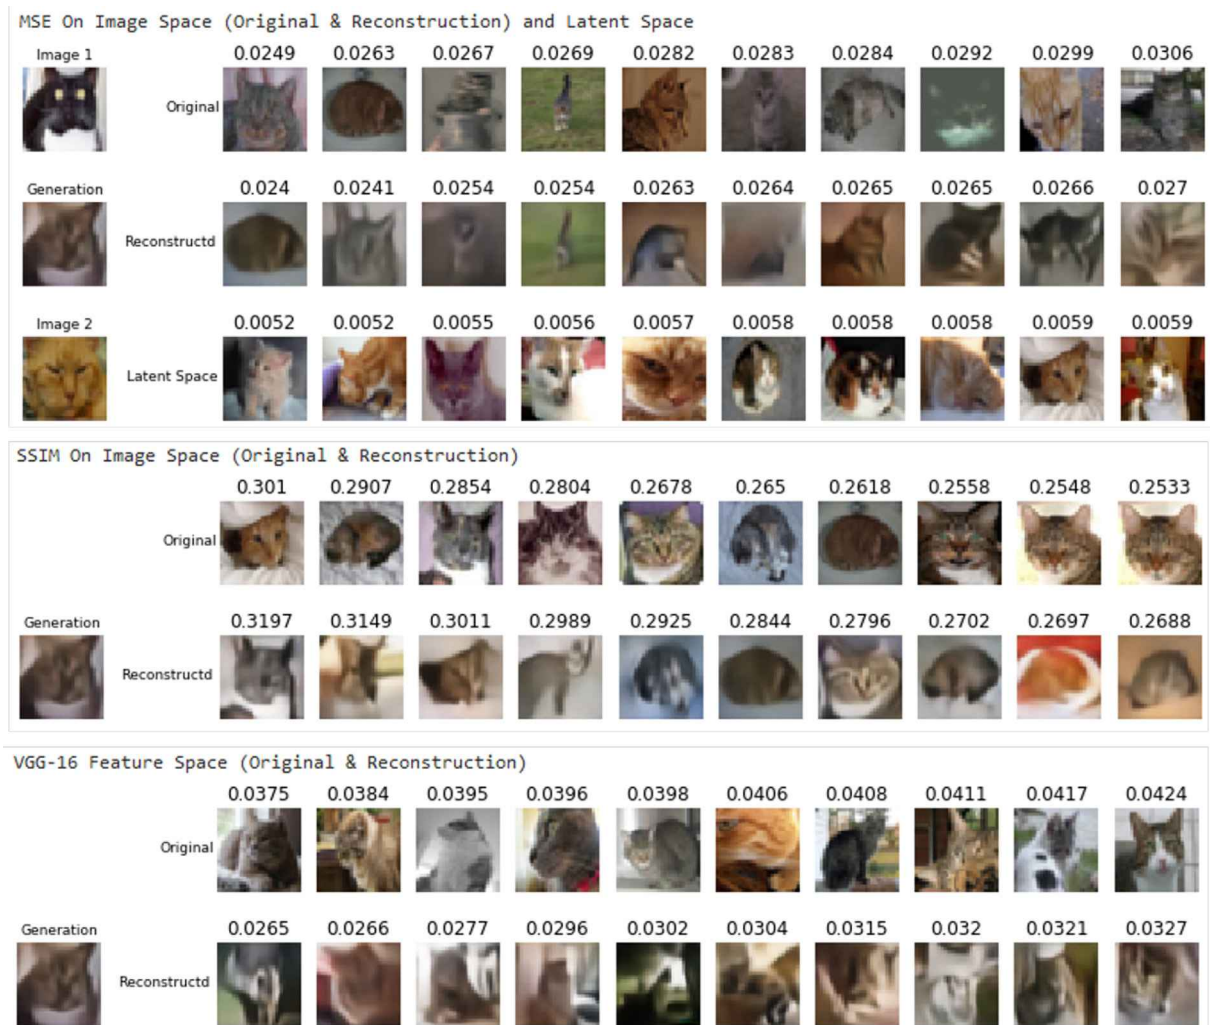 MSE On Image Space (Original & Reconstruction) and Latent Space
Image 1 0.0249 0.0263 0.0267 0.0269 0.0282 0.0283 0.0284 0.0292 0.0299 0.0306
Original
Generation 0.024 0.0241 0.0254 0.0254 0.0263 0.0264 0.0265 0.0265 0.0266 0.027
Reconstructd
Image 2 0.0052 0.0052 0.0055 0.0056 0.0057 0.0058 0.0058 0.0058 0.0059 0.0059
Latent Space
SSIM On Image Space (Original & Reconstruction)
0.301 0.2907 0.2854 0.2804 0.2678 0.265 0.2618 0.2558 0.2548 0.2533
Original
Generation 0.3197 0.3149 0.3011 0.2989 0.2925 0.2844 0.2796 0.2702 0.2697 0.2688
Reconstructd
VGG-16 Feature Space (Original & Reconstruction)
0.0375 0.0384 0.0395 0.0396 0.0398 0.0406 0.0408 0.0411 0.0417 0.0424
Original
Generation 0.0265 0.0266 0.0277 0.0296 0.0302 0.0304 0.0315 0.032 0.0321 0.0327
Reconstructd